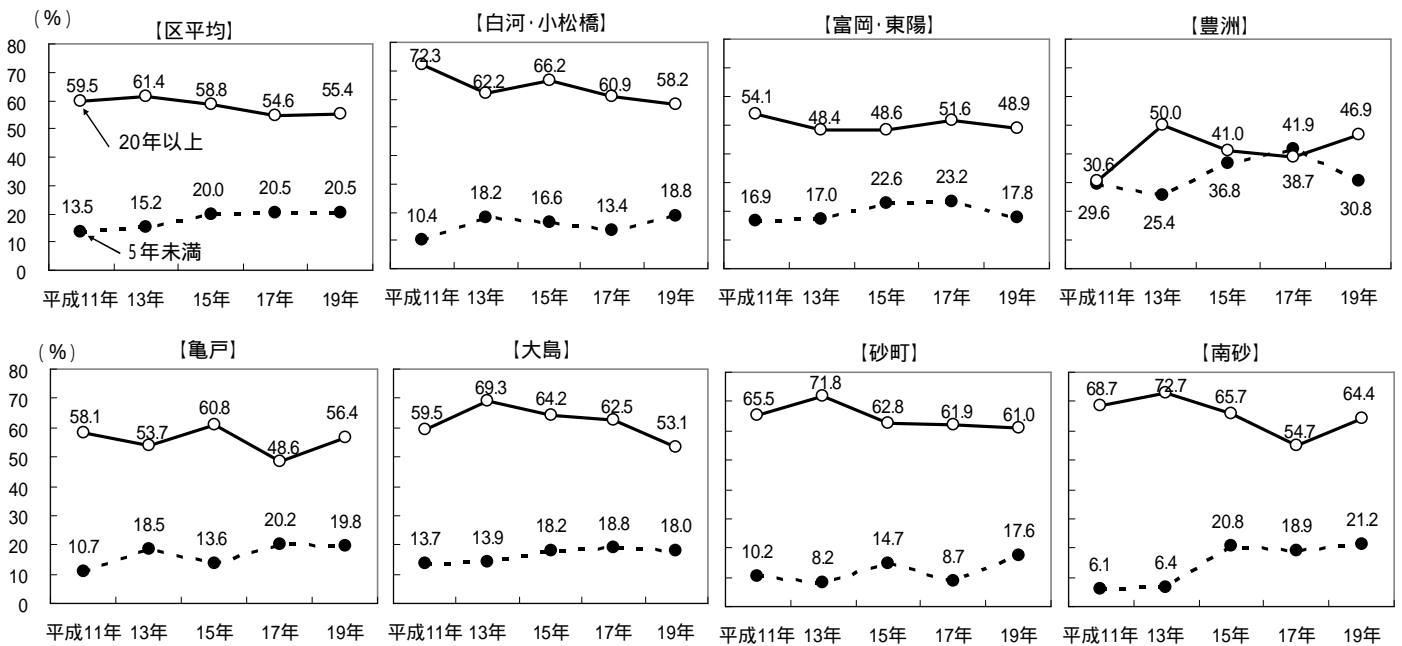 (%)
【区平均】
【白河・小松橋】
【富岡・東陽】
【豊洲】
80
70
60
50
40
30
20
10
0
59.5 61.4 58.8 54.6 55.4
20年以上
13.5 15.2 20.0 20.5 20.5
5年未満
平成11年 13年 15年 17年 19年
72.3 62.2 66.2 60.9 58.2
10.4 18.2 16.6 13.4 18.8
平成11年 13年 15年 17年 19年
54.1 48.4 48.6 51.6 48.9
16.9 17.0 22.6 23.2 17.8
平成11年 13年 15年 17年 19年
30.6 50.0 41.0 41.9 46.9
29.6 25.4 36.8 38.7 30.8
平成11年 13年 15年 17年 19年
(%)
【亀戸】
【大島】
【砂町】
【南砂】
80
70
60
50
40
30
20
10
0
58.1 53.7 60.8 48.6 56.4
10.7 18.5 13.6 20.2 19.8
平成11年 13年 15年 17年 19年
59.5 69.3 64.2 62.5 53.1
13.7 13.9 18.2 18.8 18.0
平成11年 13年 15年 17年 19年
65.5 71.8 62.8 61.9 61.0
10.2 8.2 14.7 8.7 17.6
平成11年 13年 15年 17年 19年
68.7 72.7 65.7 54.7 64.4
6.1 6.4 20.8 18.9 21.2
平成11年 13年 15年 17年 19年